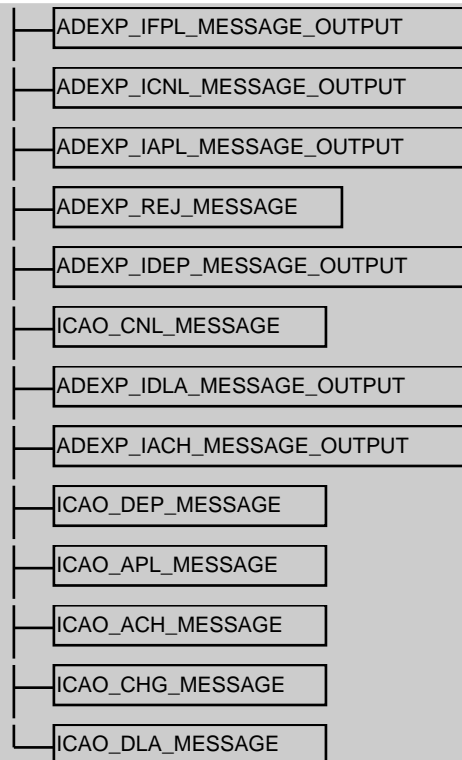 ADEXP_IFPL_MESSAGE_OUTPUT
ADEXP_ICNL_MESSAGE_OUTPUT
ADEXP_IAPL_MESSAGE_OUTPUT
ADEXP_REJ_MESSAGE
ADEXP_IDEP_MESSAGE_OUTPUT
ICAO_CNL_MESSAGE
ADEXP_IDLA_MESSAGE_OUTPUT
ADEXP_IACH_MESSAGE_OUTPUT
ICAO_DEP_MESSAGE
ICAO_APL_MESSAGE
ICAO_ACH_MESSAGE
ICAO_CHG_MESSAGE
ICAO_DLA_MESSAGE